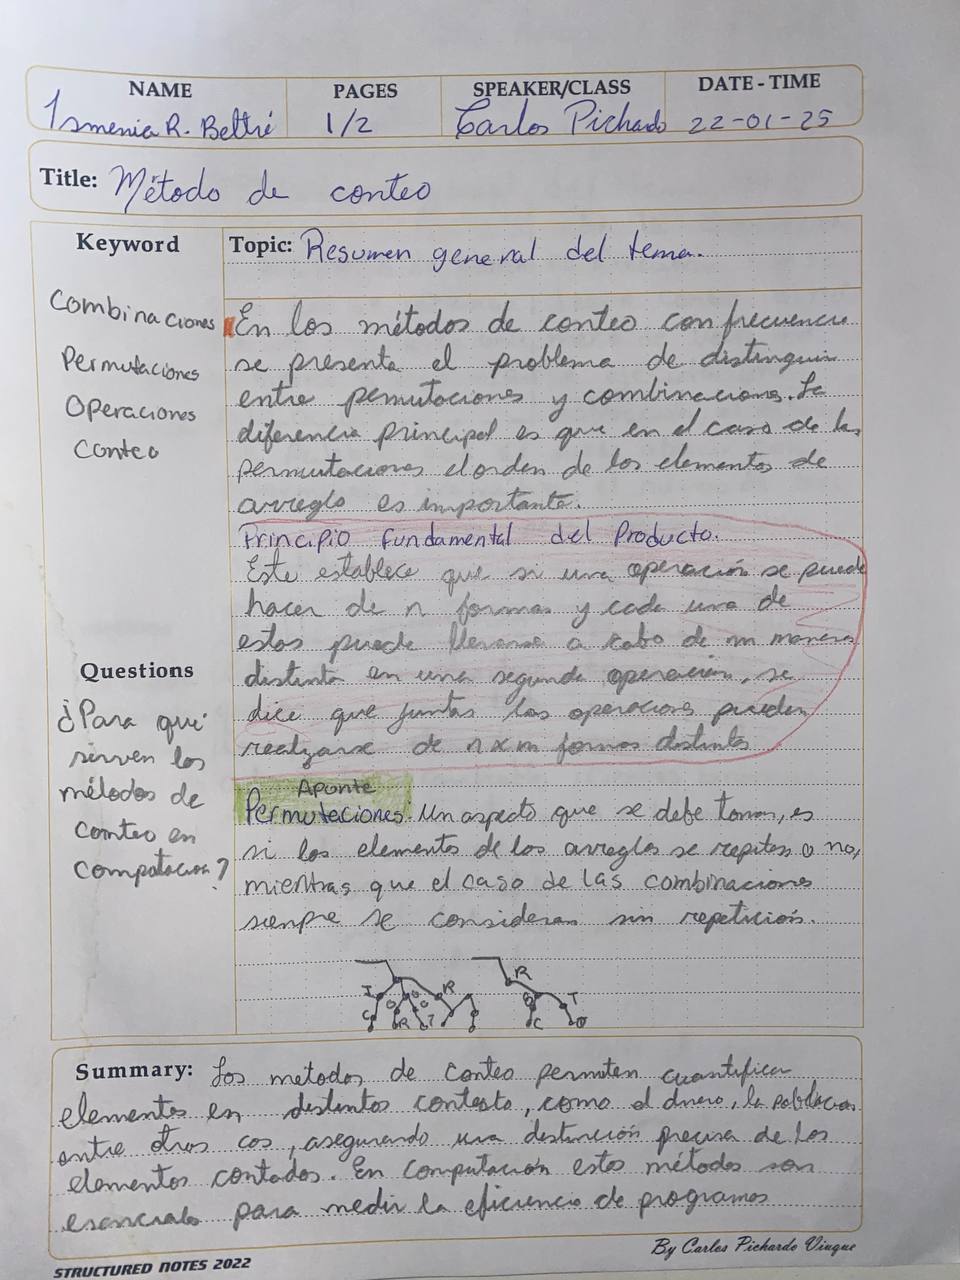 NAME PAGES SPEAKER/CLASS DATE - TIME
Ismenia R. Beltré 1/2 Carlos Pichardo 22-01-25
Title: Método de conteo
Keyword
Combinaciones
Permutaciones
Operaciones
Conteo
Questions
¿Para qué
sirven los
métodos de
conteo en
computación?
Topic: Resumen general del tema.
En los métodos de conteo con frecuencia
se presenta el problema de distinguir
entre permutaciones y combinaciones. La
diferencia principal es que en el caso de las
permutaciones el orden de los elementos de
arreglo es importante.
Principio fundamental del Producto.
Este establece que si una operación se puede
hacer de n formas y cada una de
estas puede llevarse a cabo de m manera
distinta en una segunda operación, se
dice que juntas las operaciones pueden
realizarse de n x m formas distintas
Aponte
Permutaciones. Un aspecto que se debe tomar, es
si los elementos de los arreglos se repiten o no,
mientras que el caso de las combinaciones
siempre se consideran sin repetición.
I R R
C R T B T
C O
Summary: Los metodos de conteo permiten cuantificar
elementos en distintos contexto, como el dinero, la población
entre otras cos, asegurando una distinción precisa de los
elementos contados. En computación estos métodos son
esenciales para medir la eficiencia de programas
By Carlos Pichardo Viuque
STRUCTURED NOTES 2022